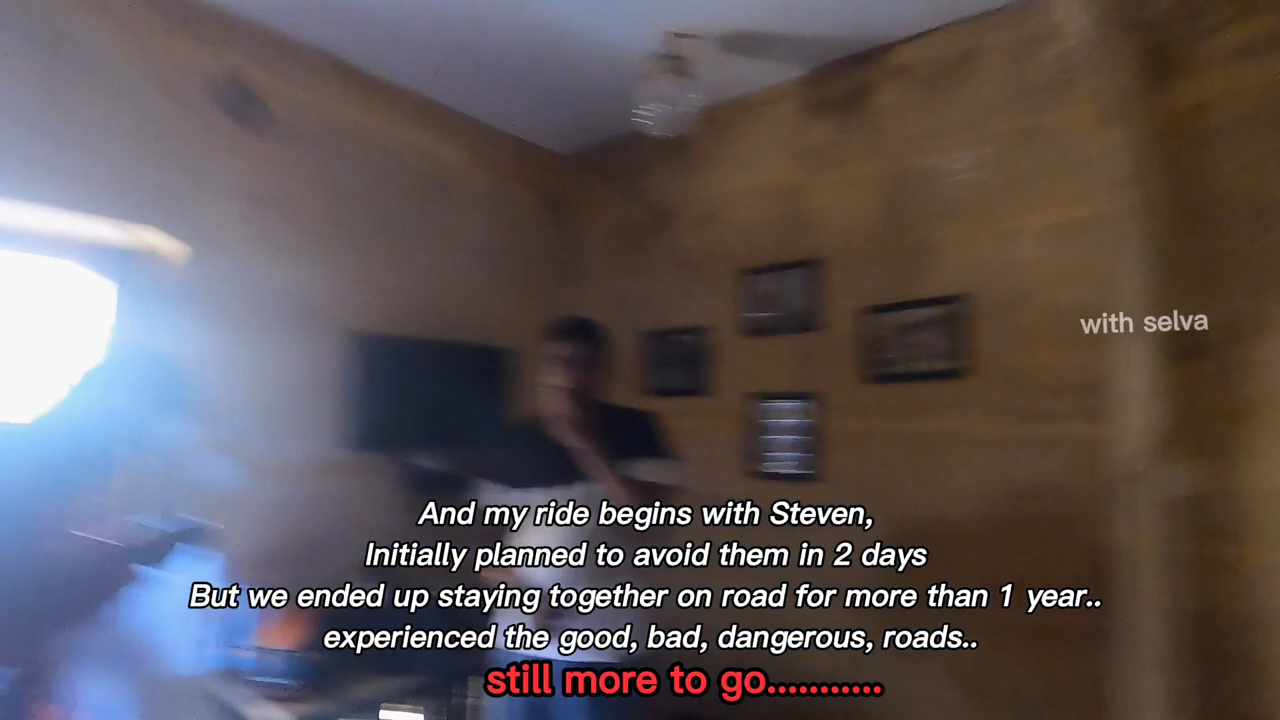 with selva
And my ride begins with Steven,
Initially planned to avoid them in 2 days
But we ended up staying together on road for more than 1 year..
experienced the good, bad, dangerous, roads..
still more to go...........